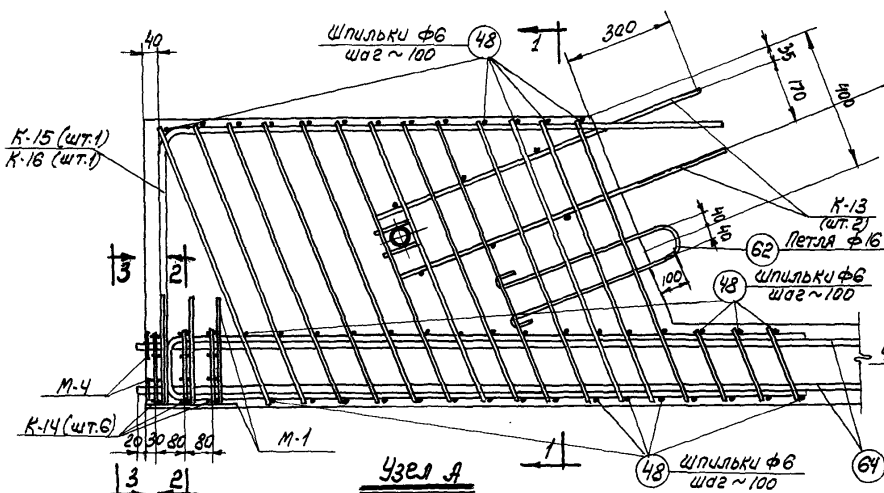 40
Шпильки ф6
шаг ~ 100
48
1
300
35
170
400
К-15 (шт.1)
К-16 (шт.1)
К-13
(шт.2)
40
40
62 Петля ф16
100
3
2
48 Шпильки ф6
шаг ~ 100
М-4
К-14 (шт.6)
20 30 80 80
М-1
3
2
1
48 Шпильки ф6
шаг ~ 100
64
Узел А